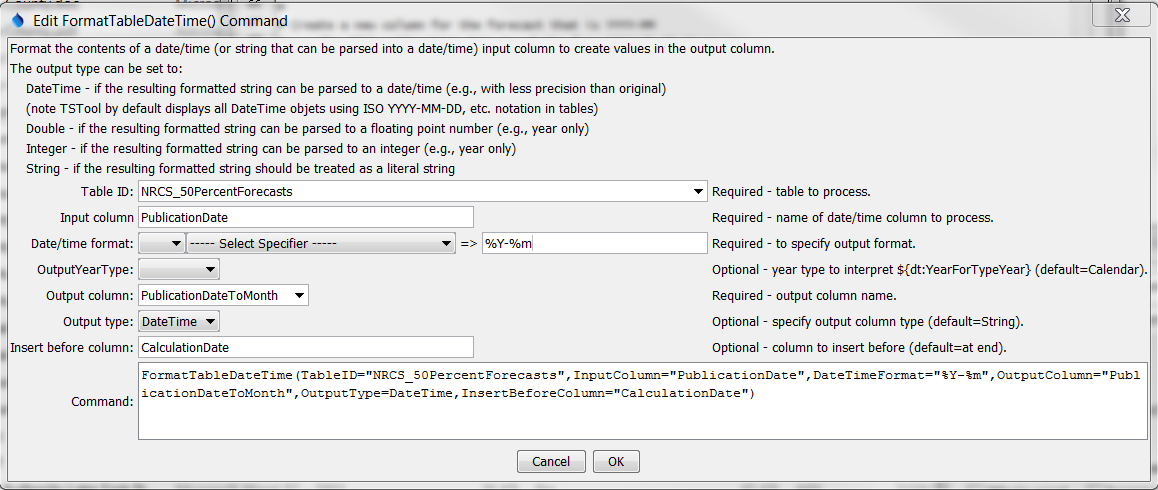 Edit FormatTableDateTime() Command
Format the contents of a date/time (or string that can be parsed into a date/time) input column to create values in the output column.
The output type can be set to:
DateTime - if the resulting formatted string can be parsed to a date/time (e.g., with less precision than original)
(note TSTool by default displays all DateTime objets using ISO YYYY-MM-DD, etc. notation in tables)
Double - if the resulting formatted string can be parsed to a floating point number (e.g., year only)
Integer - if the resulting formatted string can be parsed to an integer (e.g., year only)
String - if the resulting formatted string should be treated as a literal string
Table ID: NRCS_50PercentForecasts Required - table to process.
Input column PublicationDate Required - name of date/time column to process.
Date/time format: ----- Select Specifier ----- => %Y-%m Required - to specify output format.
OutputYearType: Optional - year type to interpret ${dt:YearForTypeYear} (default=Calendar).
Output column: PublicationDateToMonth Required - output column name.
Output type: DateTime Optional - specify output column type (default=String).
Insert before column: CalculationDate Optional - column to insert before (default=at end).
FormatTableDateTime(TableID="NRCS_50PercentForecasts",InputColumn="PublicationDate",DateTimeFormat="%Y-%m",OutputColumn="Publ
Command: icationDateToMonth",OutputType=DateTime,InsertBeforeColumn="CalculationDate")
Cancel OK